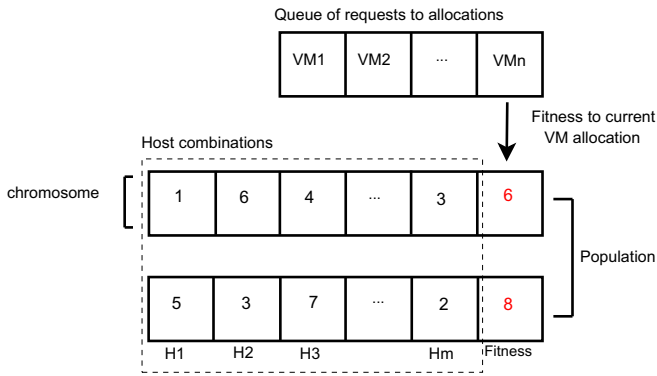 Queue of requests to allocations
VM1 VM2 ... VMn
Fitness to current
VM allocation
Host combinations
chromosome
1 6 4 ... 3 6
Population
5 3 7 ... 2 8
H1 H2 H3 Hm Fitness